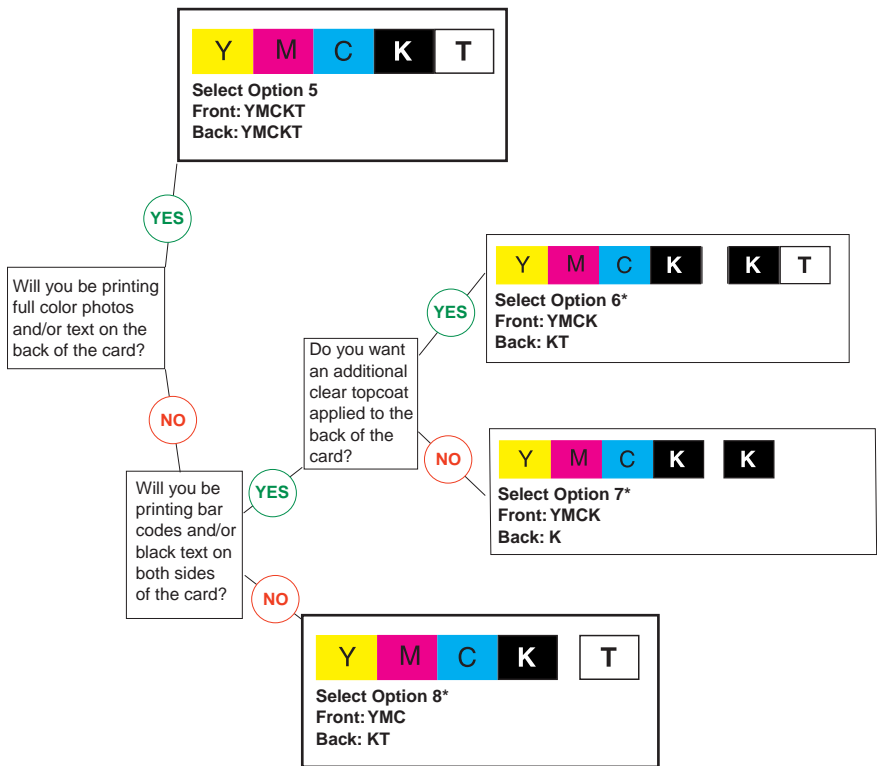 Y M C K T
Select Option 5
Front: YMCKT
Back: YMCKT
YES
Will you be printing
full color photos
and/or text on the
back of the card?
NO
Will you be
printing bar
codes and/or
black text on
both sides
of the card?
YES
Do you want
an additional
clear topcoat
applied to the
back of the
card?
YES
Y M C K K T
Select Option 6*
Front: YMCK
Back: KT
NO
Y M C K K
Select Option 7*
Front: YMCK
Back: K
NO
Y M C K T
Select Option 8*
Front: YMC
Back: KT